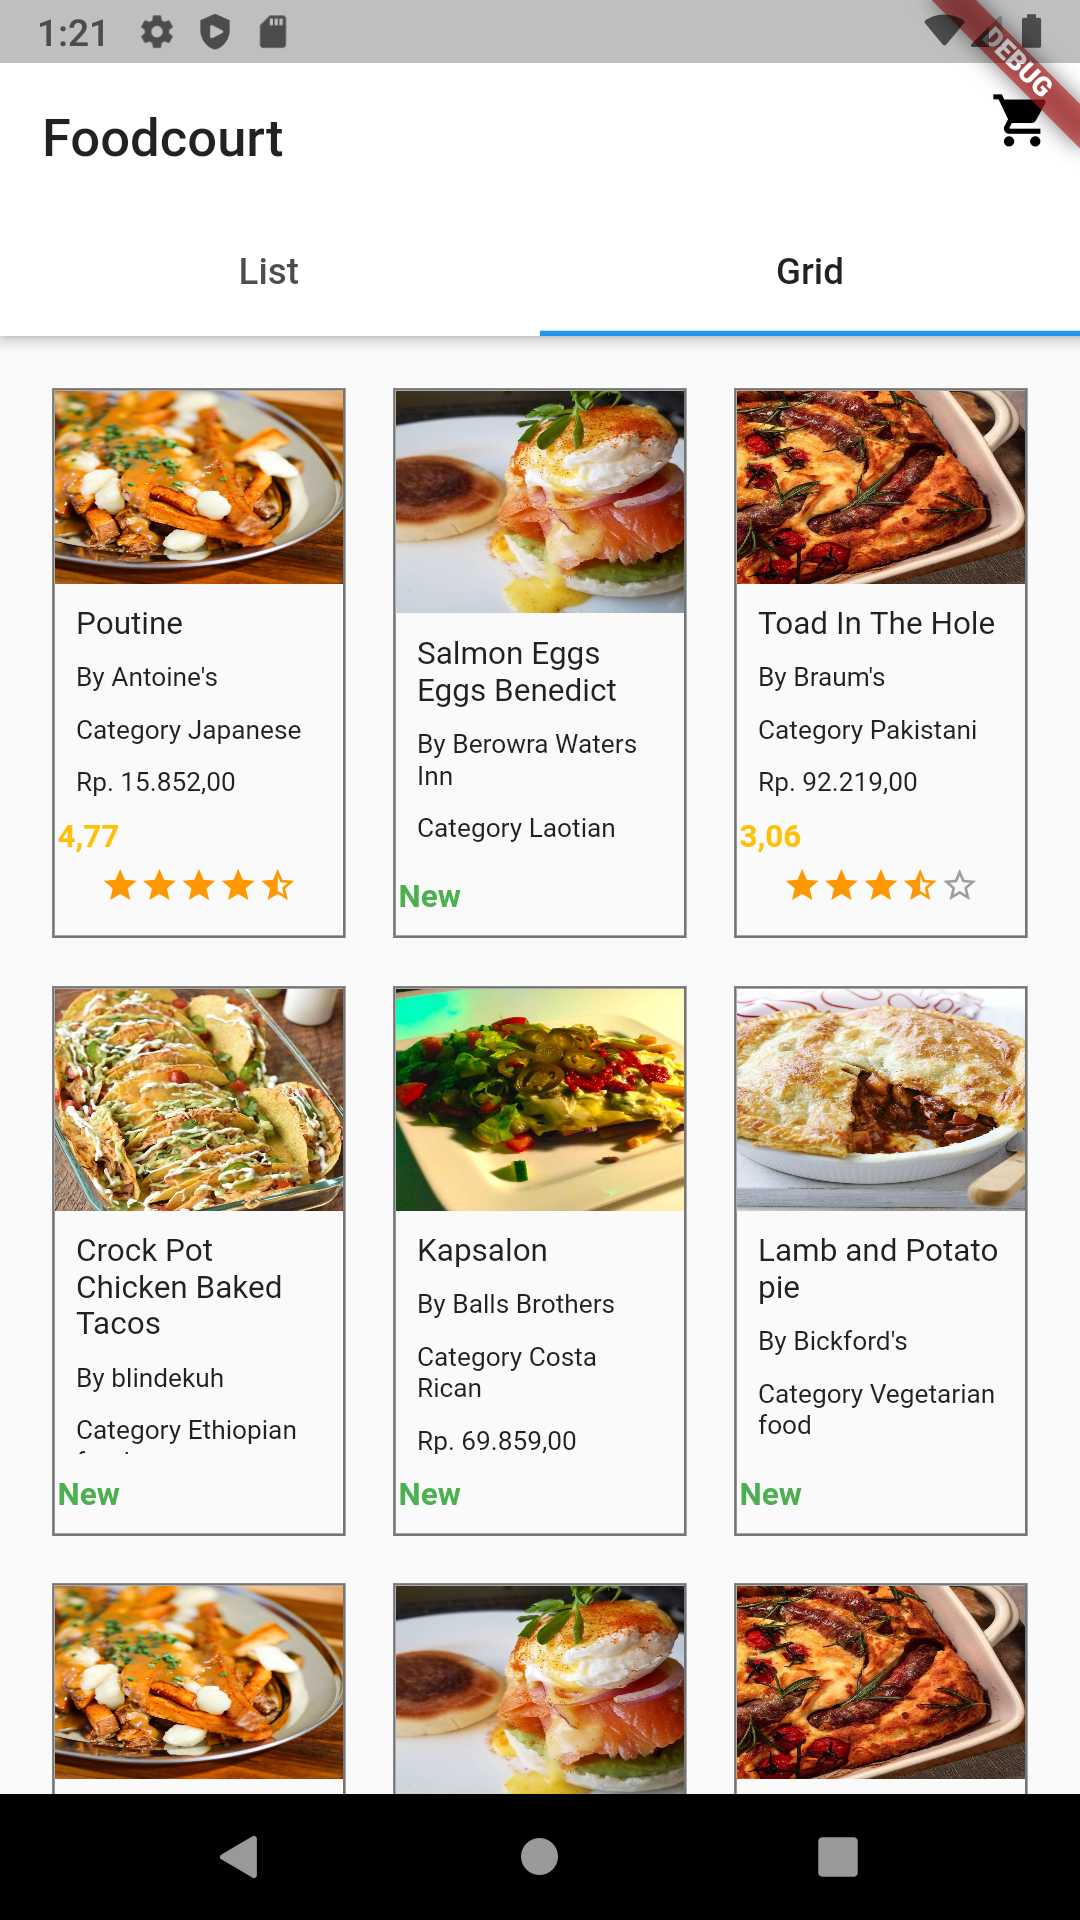 1:21
DEBUG
Foodcourt
List
Grid
Poutine
By Antoine's
Category Japanese
Rp. 15.852,00
4,77
Salmon Eggs
Eggs Benedict
By Berowra Waters
Inn
Category Laotian
New
Toad In The Hole
By Braum's
Category Pakistani
Rp. 92.219,00
3,06
Crock Pot
Chicken Baked
Tacos
By blindekuh
Category Ethiopian
New
Kapsalon
By Balls Brothers
Category Costa
Rican
Rp. 69.859,00
New
Lamb and Potato
pie
By Bickford's
Category Vegetarian
food
New